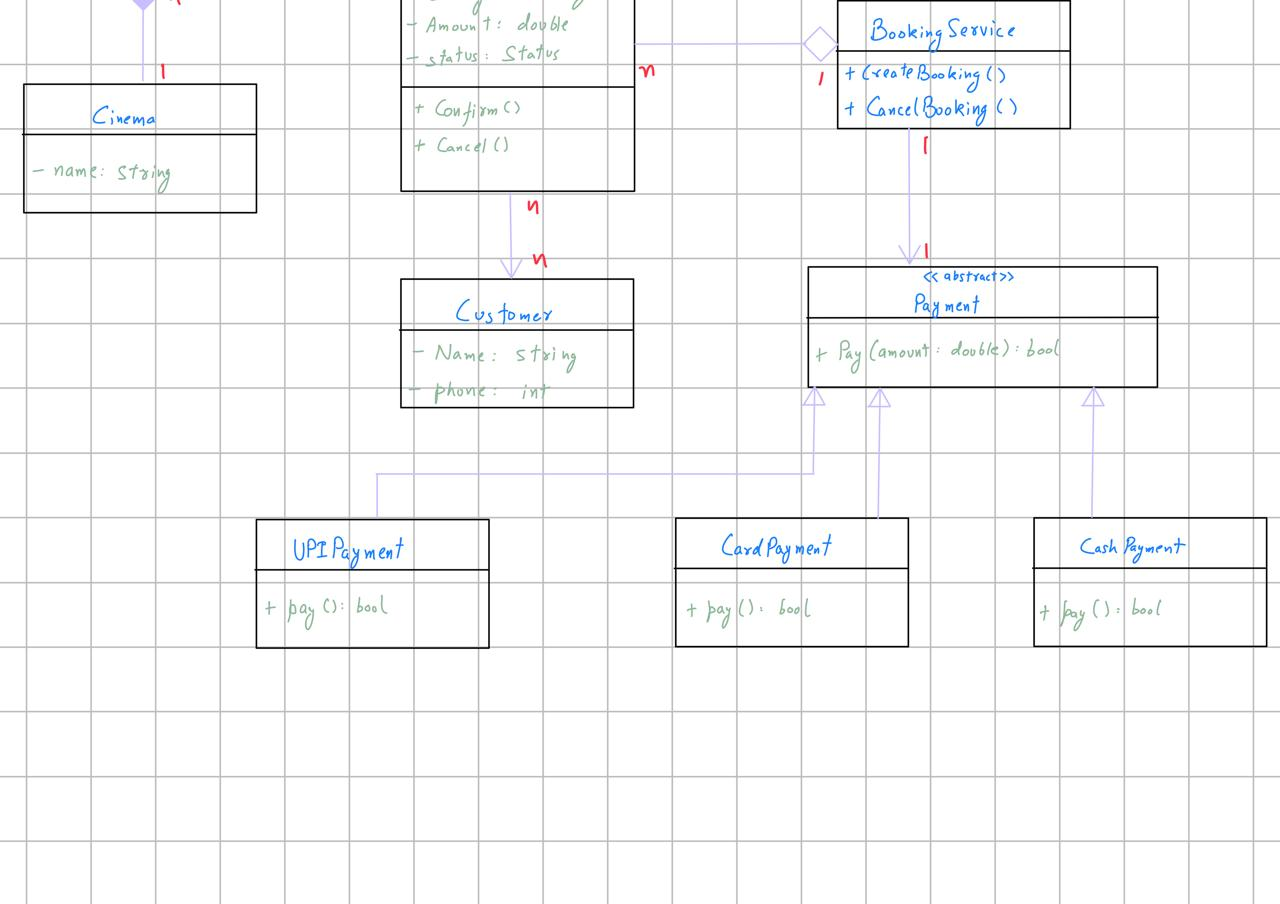 1
Cinema
- name: string
- Amount: double
- status: Status
+ Confirm()
+ Cancel()
n
1
BookingService
+ CreateBooking()
+ CancelBooking()
n
n
1
1
Customer
- Name: string
- phone: int
<< abstract>>
Payment
+ Pay (amount: double): bool
UPIPayment
+ pay(): bool
CardPayment
+ pay(): bool
CashPayment
+ pay(): bool